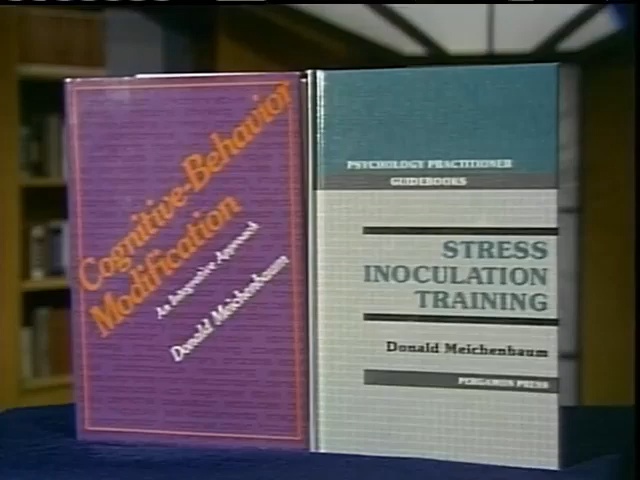 Cognitive-Behavior
Modification
An Integrative Approach
Donald Meichenbaum
PSYCHOLOGY PRACTITIONER
GUIDEBOOKS
STRESS
INOCULATION
TRAINING
Donald Meichenbaum
PERGAMON PRESS